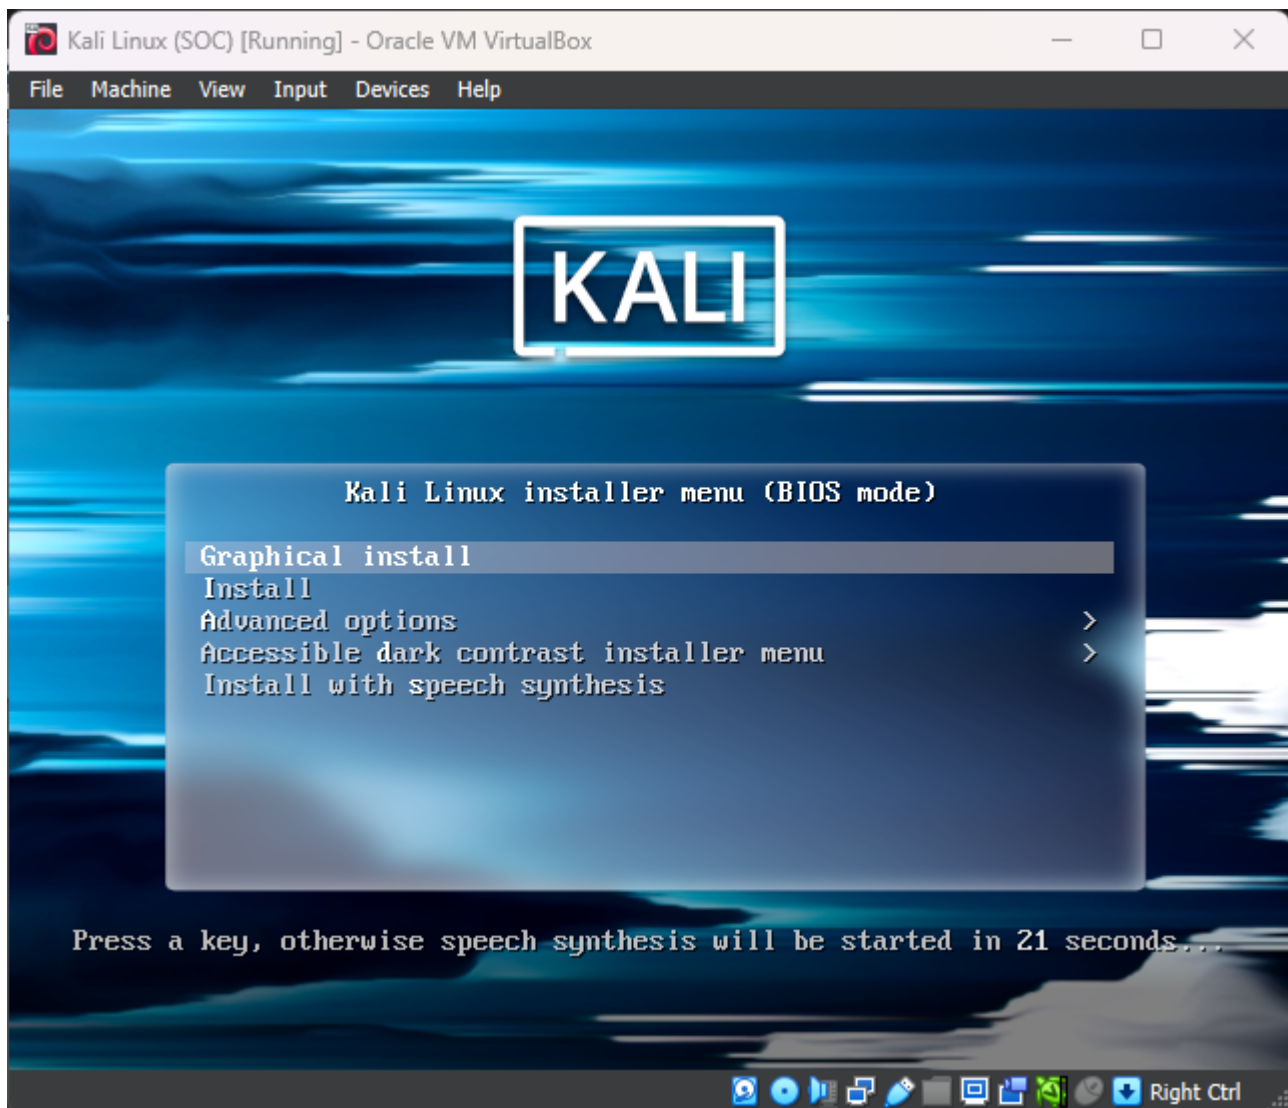 Kali Linux (SOC) [Running] - Oracle VM VirtualBox
File Machine View Input Devices Help
KALI
Kali Linux installer menu (BIOS mode)
Graphical install
Install
Advanced options >
Accessible dark contrast installer menu >
Install with speech synthesis
Press a key, otherwise speech synthesis will be started in 21 seconds...
Right Ctrl